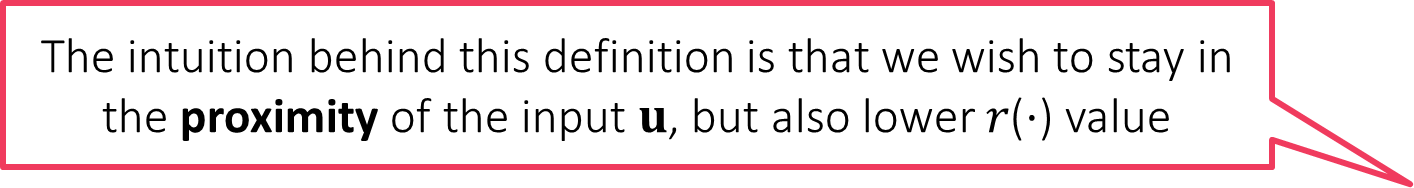 The intuition behind this definition is that we wish to stay in
the proximity of the input u, but also lower r(·) value